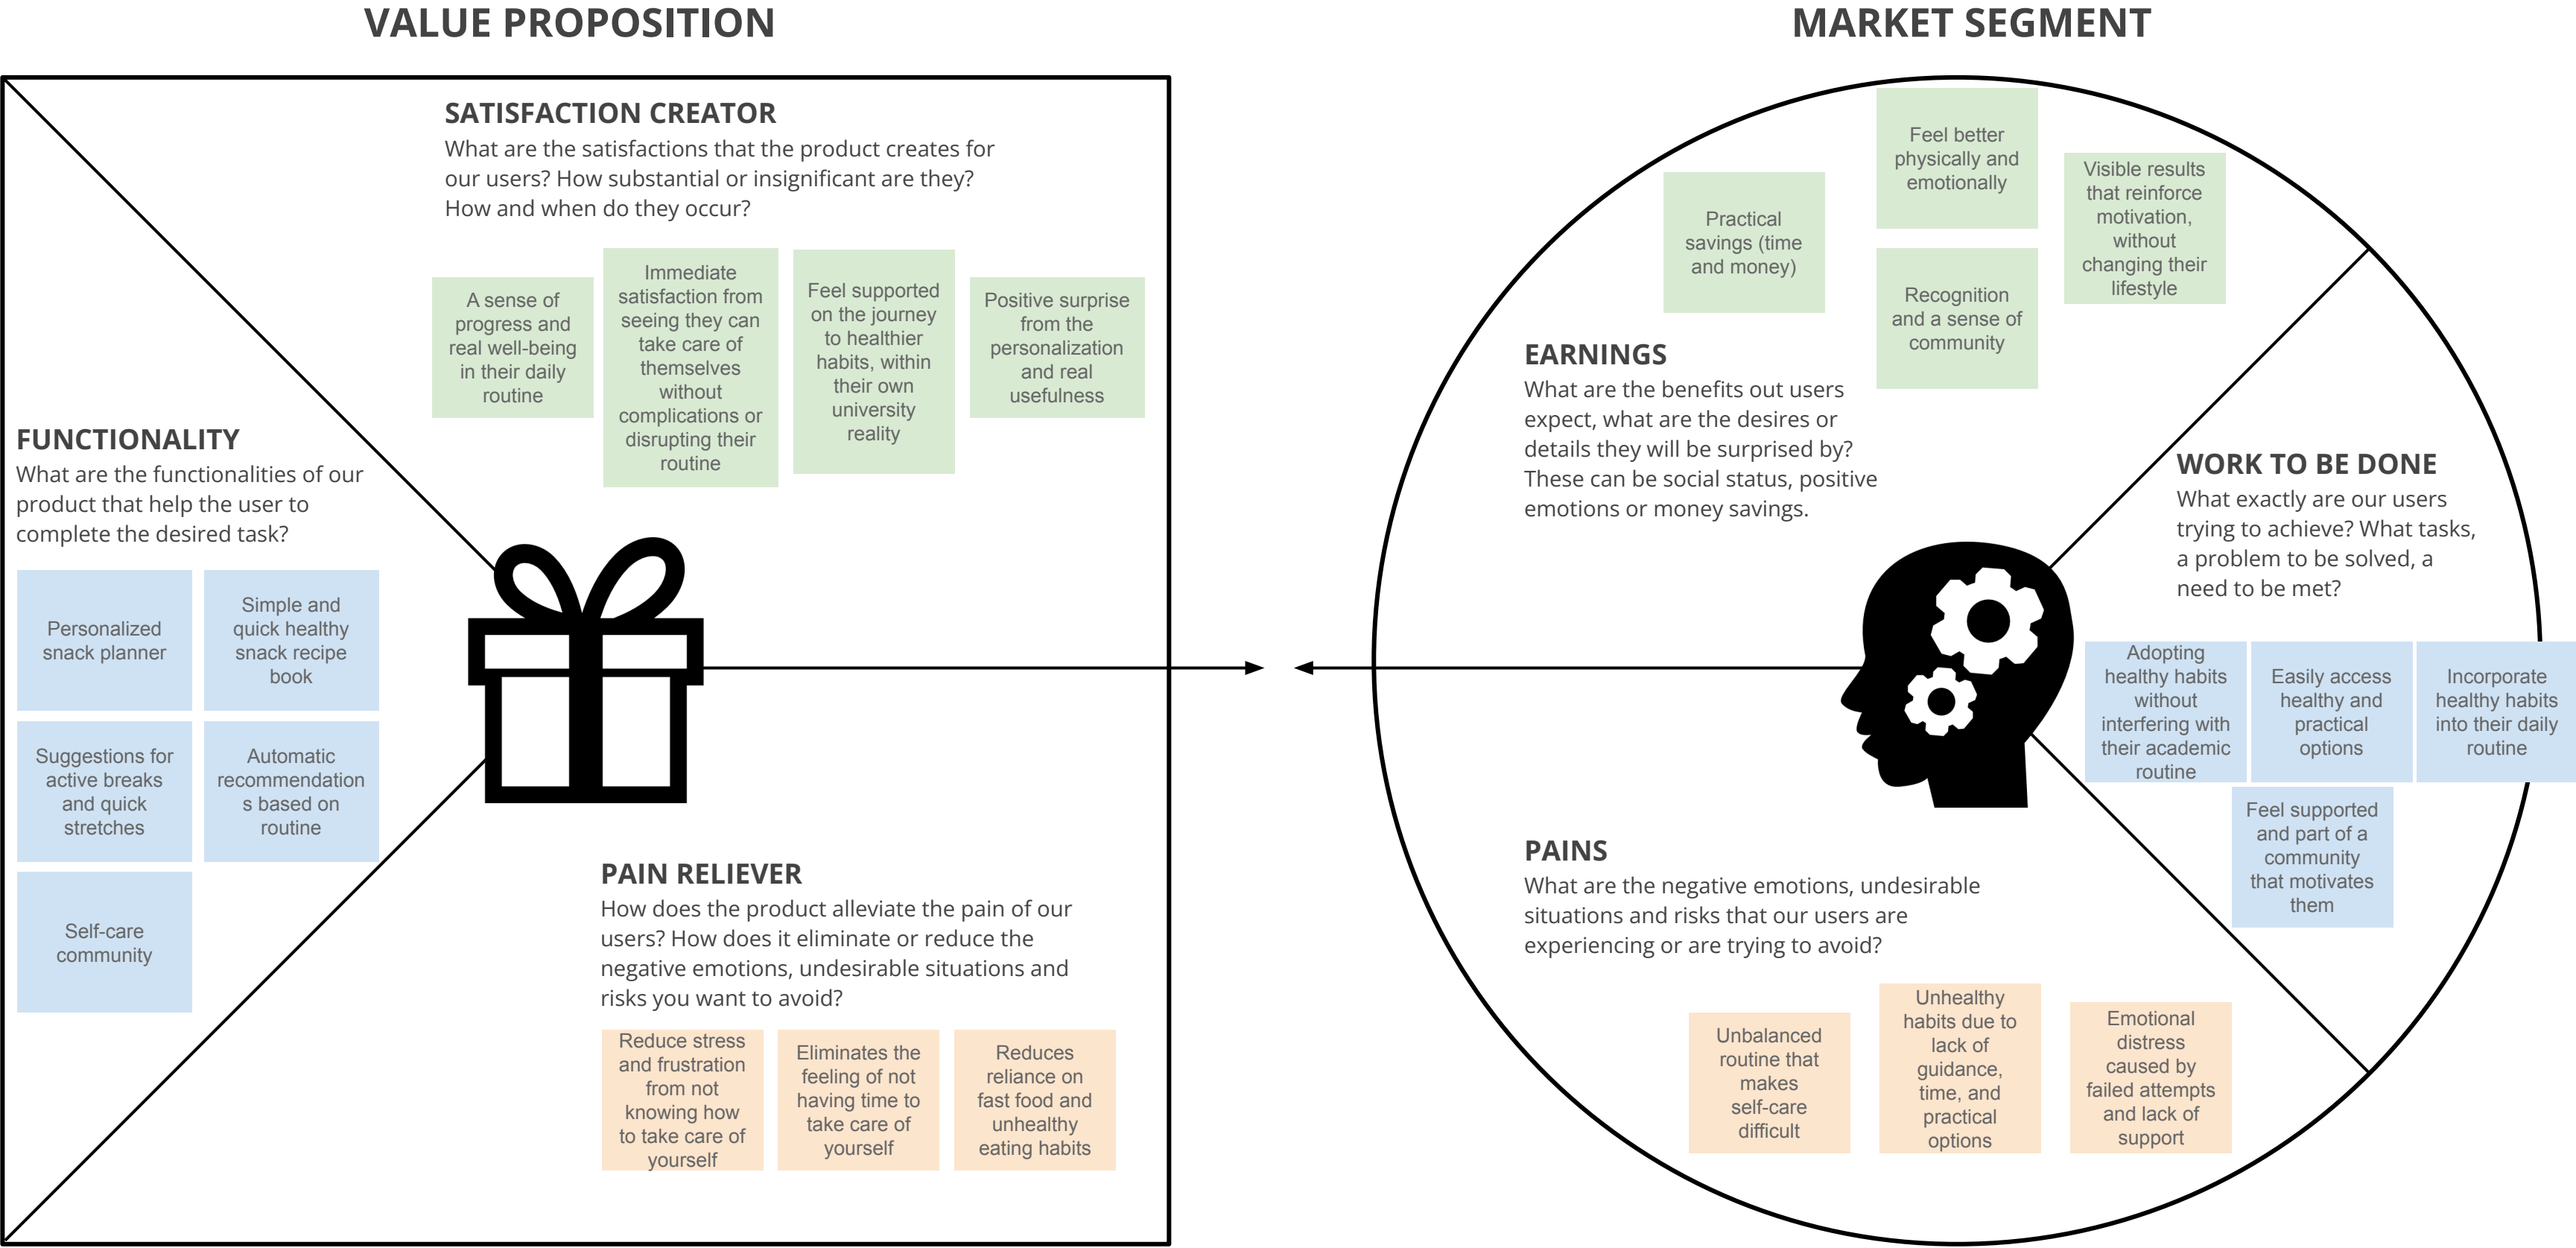 VALUE PROPOSITION
SATISFACTION CREATOR
What are the satisfactions that the product creates for
our users? How substantial or insignificant are they?
How and when do they occur?
A sense of
progress and
real well-being
in their daily
routine
Immediate
satisfaction from
seeing they can
take care of
themselves
without
complications or
disrupting their
routine
Feel supported
on the journey
to healthier
habits, within
their own
university
reality
Positive surprise
from the
personalization
and real
usefulness
FUNCTIONALITY
What are the functionalities of our
product that help the user to
complete the desired task?
Personalized
snack planner
Simple and
quick healthy
snack recipe
book
Suggestions for
active breaks
and quick
stretches
Automatic
recommendation
s based on
routine
Self-care
community
PAIN RELIEVER
How does the product alleviate the pain of our
users? How does it eliminate or reduce the
negative emotions, undesirable situations and
risks you want to avoid?
Reduce stress
and frustration
from not
knowing how
to take care of
yourself
Eliminates the
feeling of not
having time to
take care of
yourself
Reduces
reliance on
fast food and
unhealthy
eating habits
MARKET SEGMENT
Practical
savings (time
and money)
Feel better
physically and
emotionally
Visible results
that reinforce
motivation,
without
changing their
lifestyle
Recognition
and a sense of
community
EARNINGS
What are the benefits out users
expect, what are the desires or
details they will be surprised by?
These can be social status, positive
emotions or money savings.
WORK TO BE DONE
What exactly are our users
trying to achieve? What tasks,
a problem to be solved, a
need to be met?
Adopting
healthy habits
without
interfering with
their academic
routine
Easily access
healthy and
practical
options
Incorporate
healthy habits
into their daily
routine
Feel supported
and part of a
community
that motivates
them
PAINS
What are the negative emotions, undesirable
situations and risks that our users are
experiencing or are trying to avoid?
Unbalanced
routine that
makes
self-care
difficult
Unhealthy
habits due to
lack of
guidance,
time, and
practical
options
Emotional
distress
caused by
failed attempts
and lack of
support